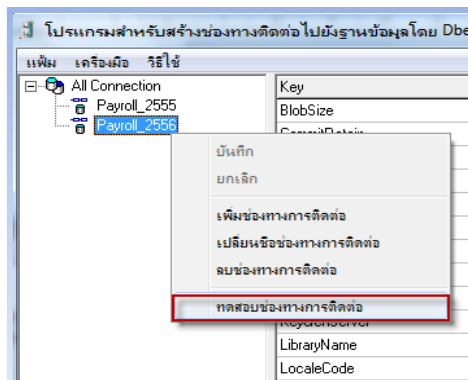 โปรแกรมสำหรับสร้างช่องทางติดต่อไปยังฐานข้อมูลโดย Dbe
แฟ้ม เครื่องมือ วิธีใช้
All Connection
Payroll_2555
Payroll_2556
Key
BlobSize
CommitRetain
บันทึก
ยกเลิก
เพิ่มช่องทางการติดต่อ
เปลี่ยนชื่อช่องทางการติดต่อ
ลบช่องทางการติดต่อ
ทดสอบช่องทางการติดต่อ
LibraryName
LocaleCode